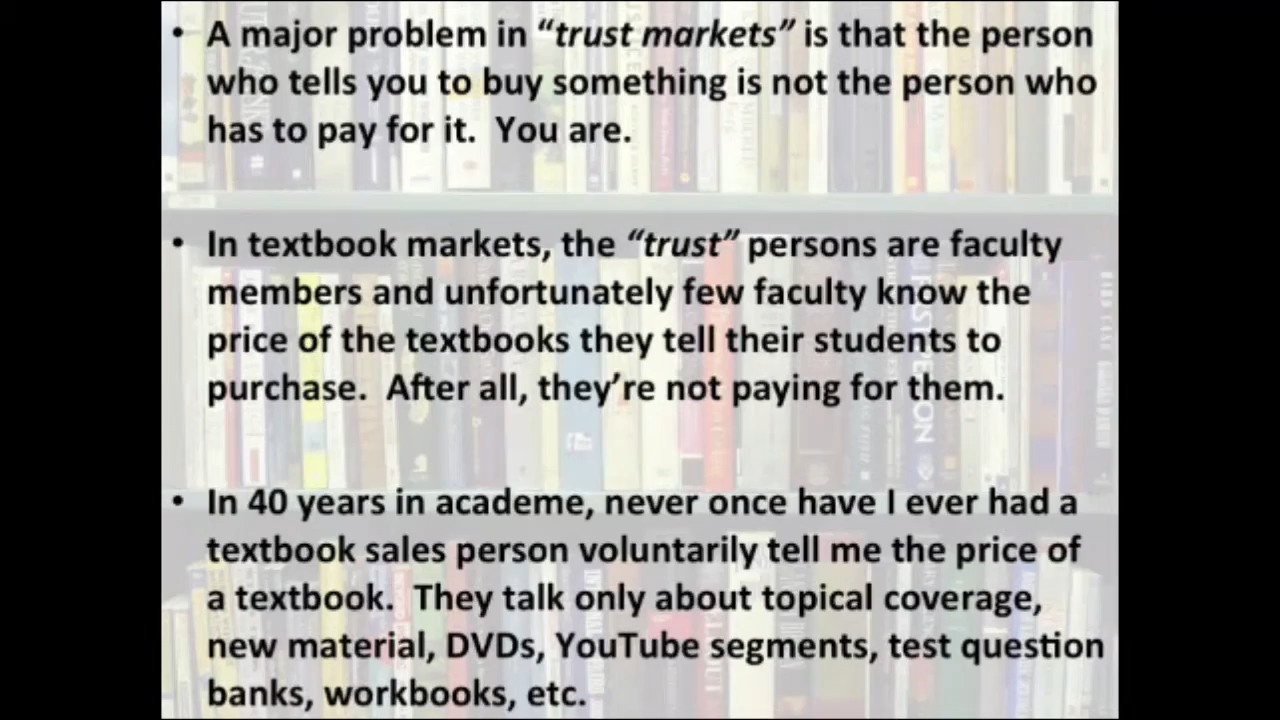 • A major problem in “trust markets” is that the person
who tells you to buy something is not the person who
has to pay for it.  You are.
• In textbook markets, the “trust” persons are faculty
members and unfortunately few faculty know the
price of the textbooks they tell their students to
purchase.  After all, they’re not paying for them.
• In 40 years in academe, never once have I ever had a
textbook sales person voluntarily tell me the price of
a textbook.  They talk only about topical coverage,
new material, DVDs, YouTube segments, test question
banks, workbooks, etc.